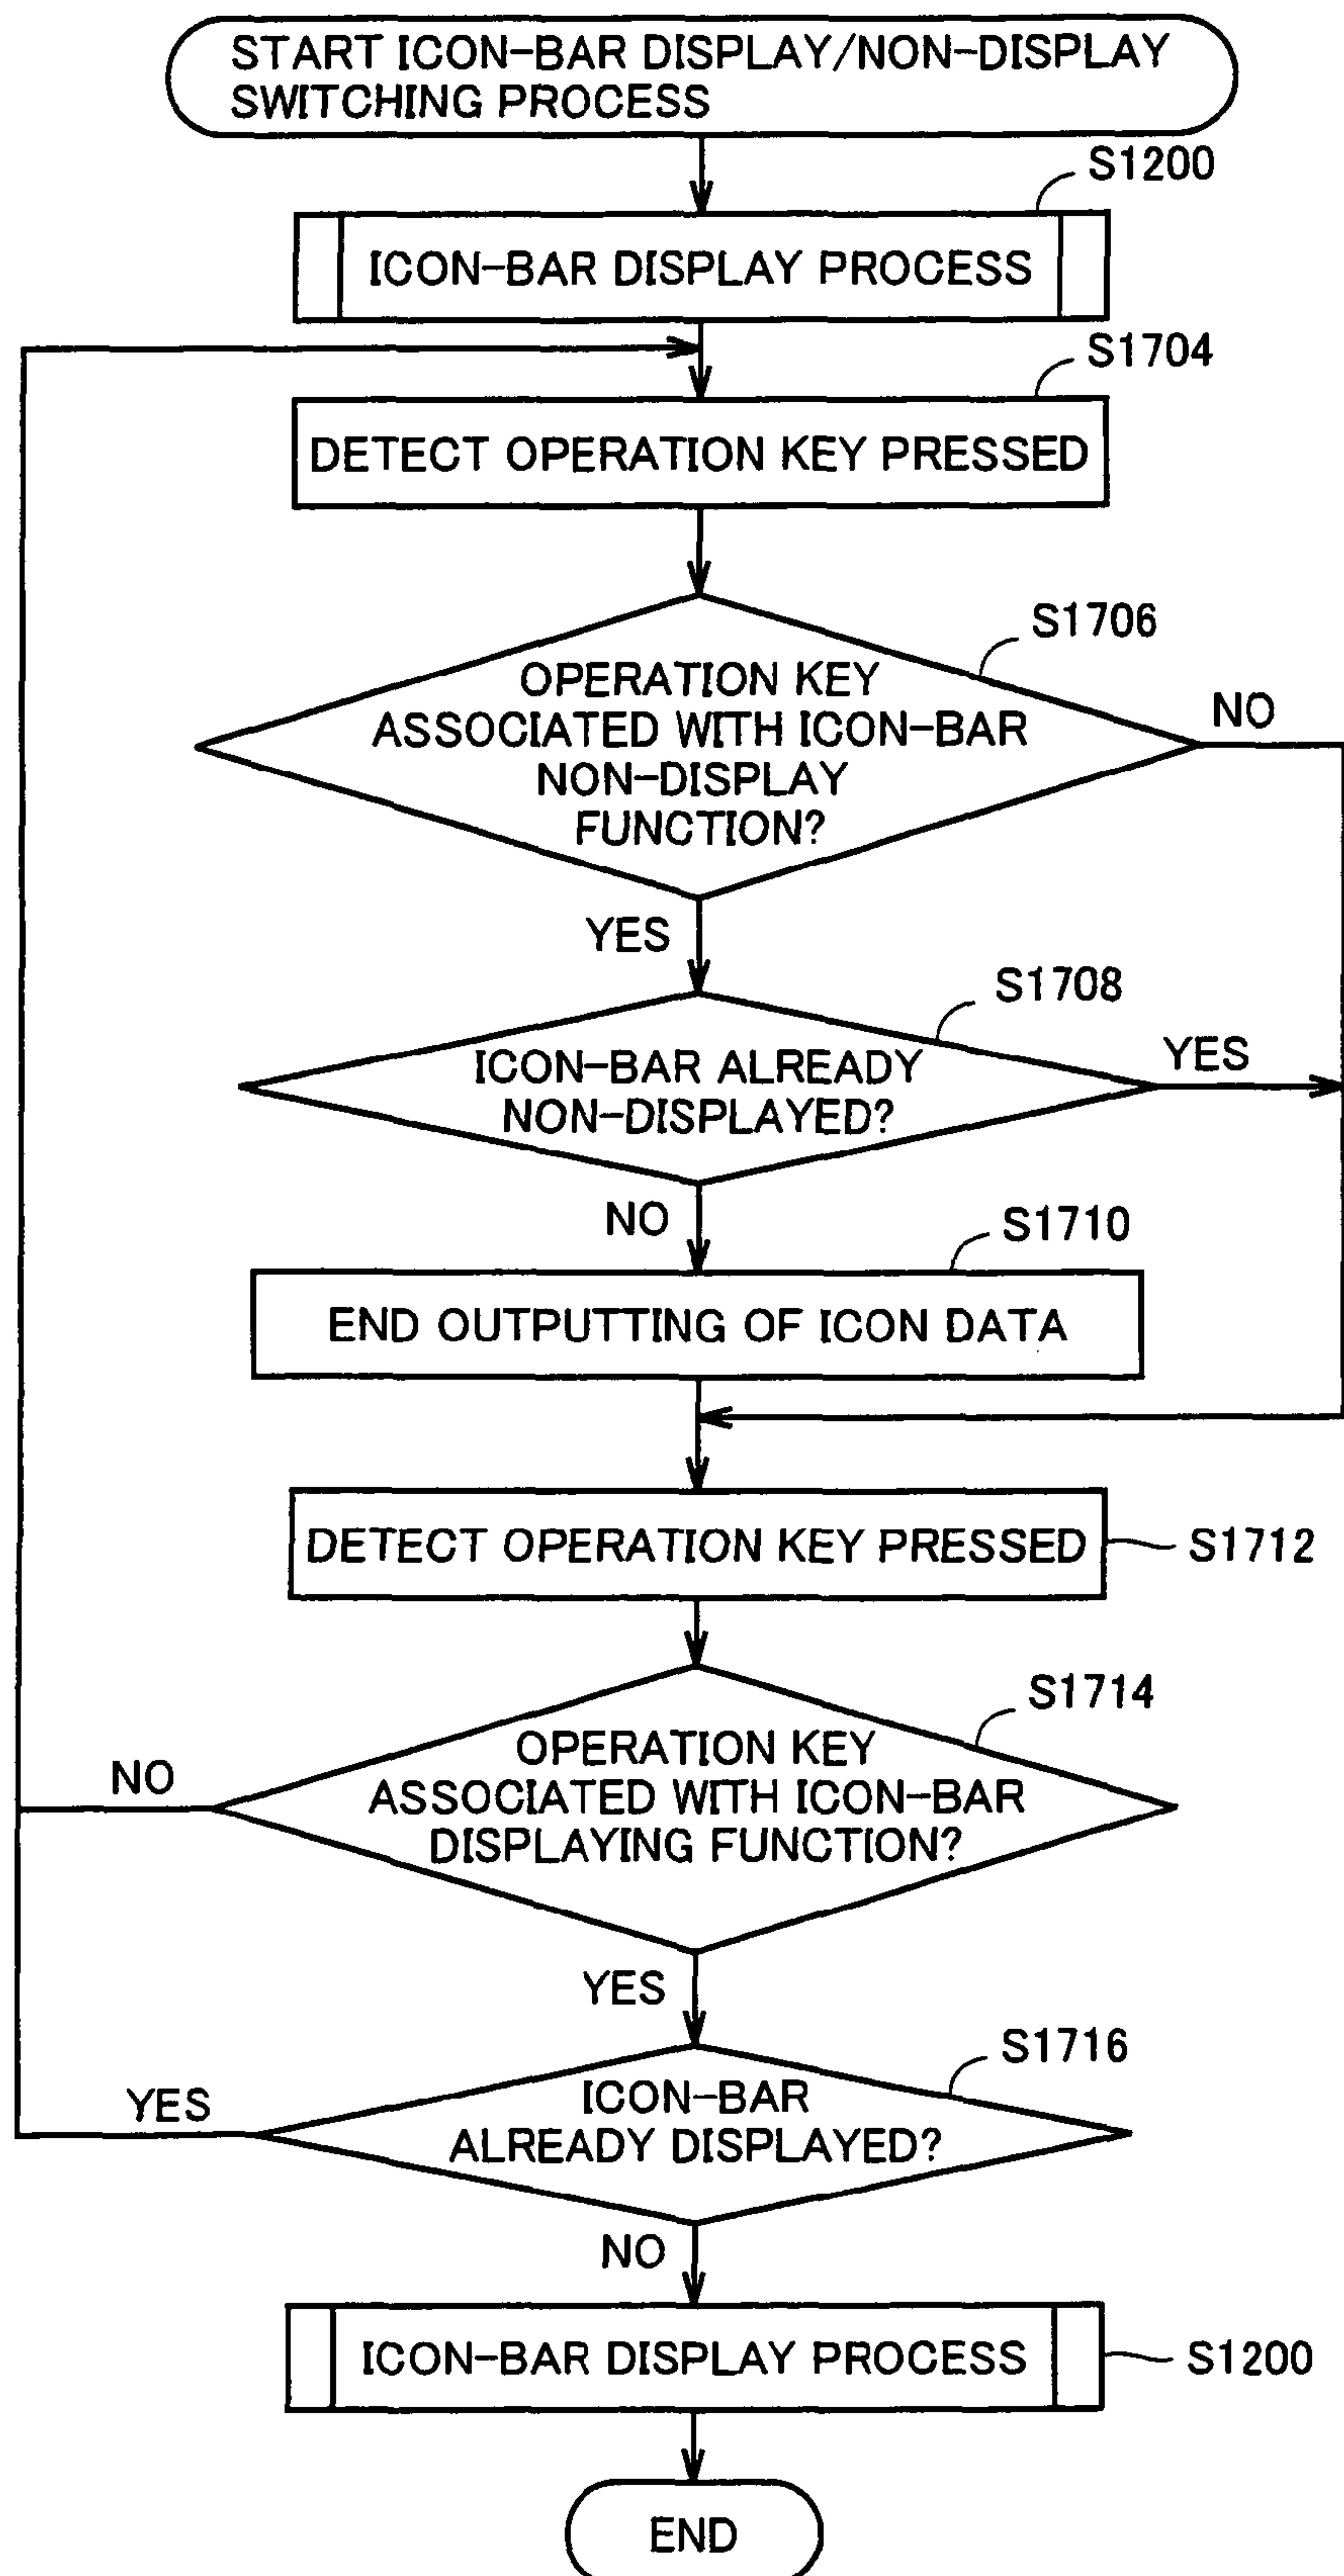 START ICON-BAR DISPLAY/NON-DISPLAY
SWITCHING PROCESS
S1200
ICON-BAR DISPLAY PROCESS
S1704
DETECT OPERATION KEY PRESSED
S1706
OPERATION KEY
ASSOCIATED WITH ICON-BAR
NON-DISPLAY
FUNCTION?
NO
YES
S1708
ICON-BAR ALREADY
NON-DISPLAYED?
YES
NO
S1710
END OUTPUTTING OF ICON DATA
DETECT OPERATION KEY PRESSED
S1712
S1714
OPERATION KEY
ASSOCIATED WITH ICON-BAR
DISPLAYING FUNCTION?
NO
YES
S1716
ICON-BAR
ALREADY DISPLAYED?
YES
NO
ICON-BAR DISPLAY PROCESS
S1200
END